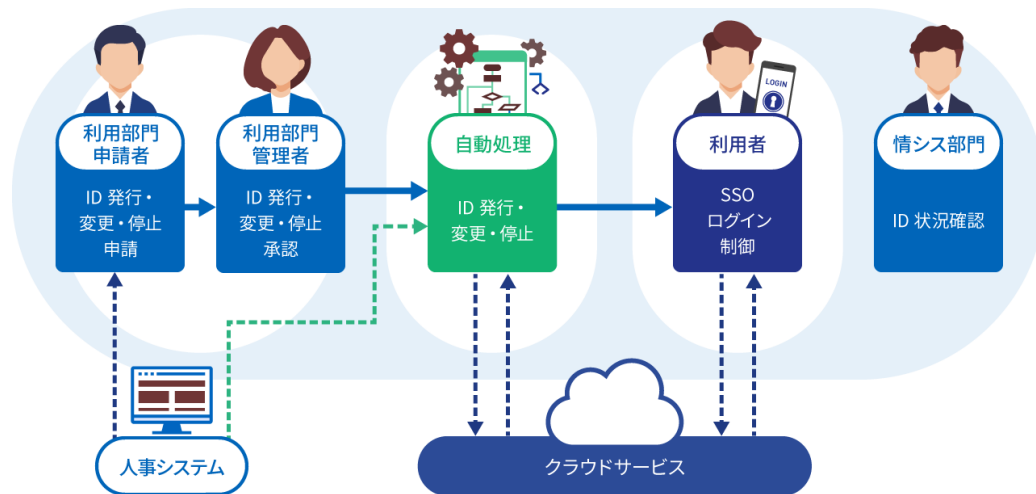 利用部門
申請者
ID 発行・
変更・停止
申請
利用部門
管理者
ID 発行・
変更・停止
承認
自動処理
ID 発行・
変更・停止
LOGIN
利用者
SSO
ログイン
制御
情シス部門
ID 状況確認
人事システム
クラウドサービス